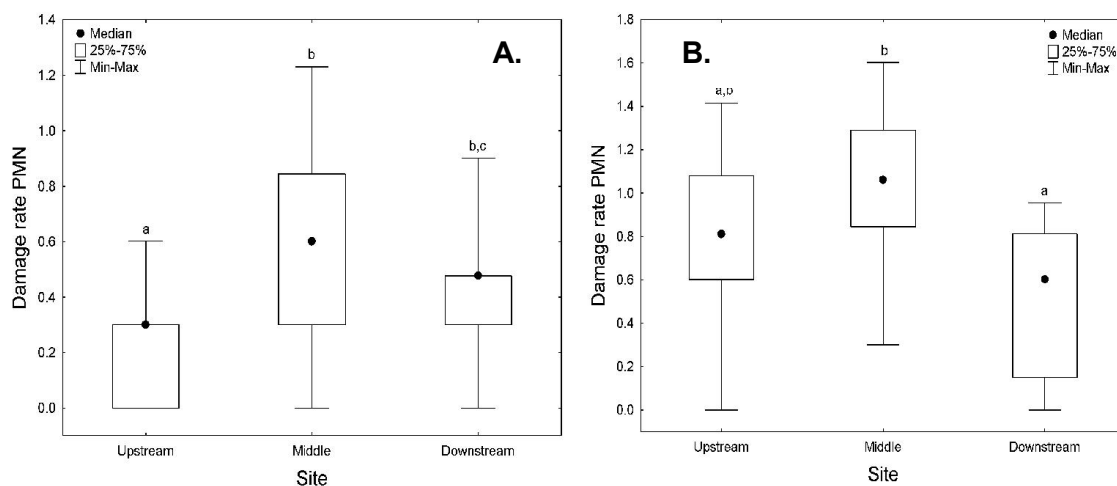 1.4
1.2
1.0
0.8
0.6
0.4
0.2
0.0
Damage rate PMN
Median
25%-75%
Min-Max
A.
a
b
b,c
Upstream
Middle
Downstream
Site
1.8
1.6
1.4
1.2
1.0
0.8
0.6
0.4
0.2
0.0
Damage rate PMN
B.
Median
25%-75%
Min-Max
a,b
b
a
Upstream
Middle
Downstream
Site